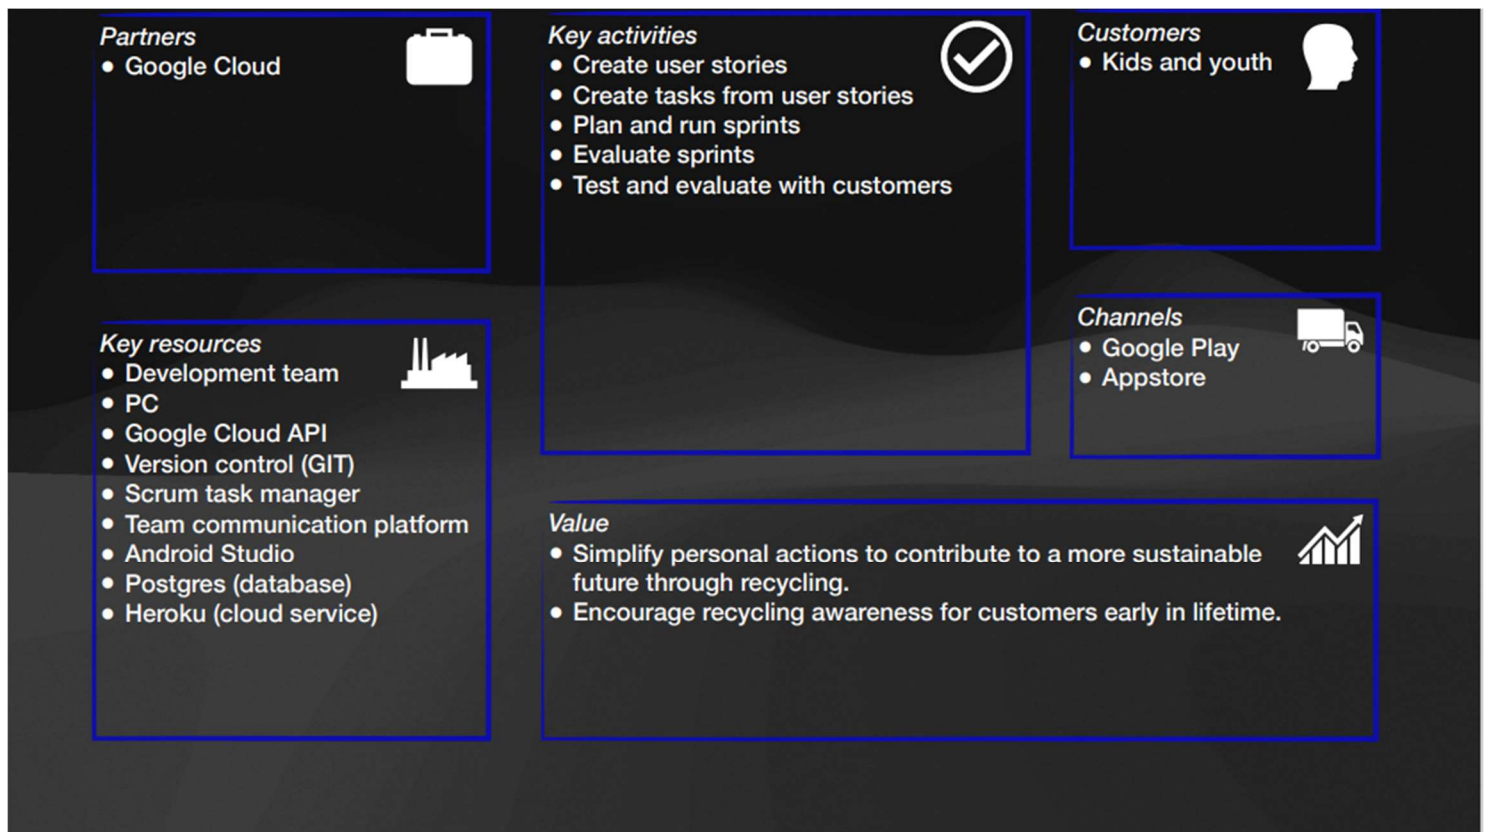 Partners
● Google Cloud
Key activities
● Create user stories
● Create tasks from user stories
● Plan and run sprints
● Evaluate sprints
● Test and evaluate with customers
Customers
● Kids and youth
Key resources
● Development team
● PC
● Google Cloud API
● Version control (GIT)
● Scrum task manager
● Team communication platform
● Android Studio
● Postgres (database)
● Heroku (cloud service)
Channels
● Google Play
● Appstore
Value
● Simplify personal actions to contribute to a more sustainable
future through recycling.
● Encourage recycling awareness for customers early in lifetime.